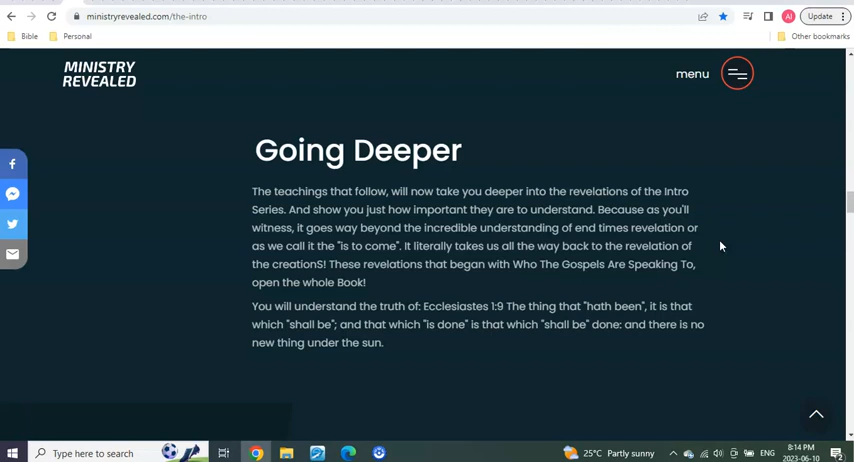 ministryrevealed.com/the-intro
AI
Update
Bible
Personal
Other bookmarks
MINISTRY
REVEALED
menu
Going Deeper
The teachings that follow, will now take you deeper into the revelations of the Intro
Series. And show you just how important they are to understand. Because as you'll
witness, it goes way beyond the incredible understanding of end times revelation or
as we call it the "is to come". It literally takes us all the way back to the revelation of
the creationS! These revelations that began with Who The Gospels Are Speaking To,
open the whole Book!
You will understand the truth of: Ecclesiastes 1:9 The thing that "hath been", it is that
which "shall be"; and that which "is done" is that which "shall be" done: and there is no
new thing under the sun.
Type here to search
25°C Partly sunny
ENG
8:14 PM
2023-06-10
2